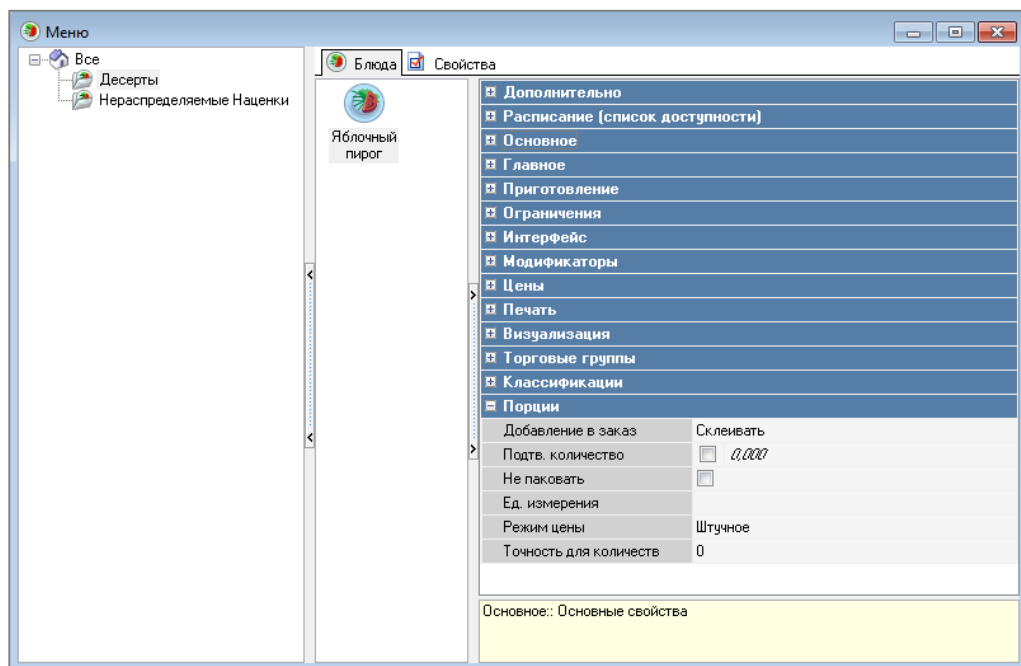 Меню
Все
Десерты
Нераспределяемые Наценки
Блюда
Свойства
Яблочный
пирог
Дополнительно
Расписание (список доступности)
Основное
Главное
Приготовление
Ограничения
Интерфейс
Модификаторы
Цены
Печать
Визуализация
Торговые группы
Классификации
Порции
Добавление в заказ Склеивать
Подтв. количество 0,000
Не паковать
Ед. измерения
Режим цены Штучное
Точность для количеств 0
Основное:: Основные свойства